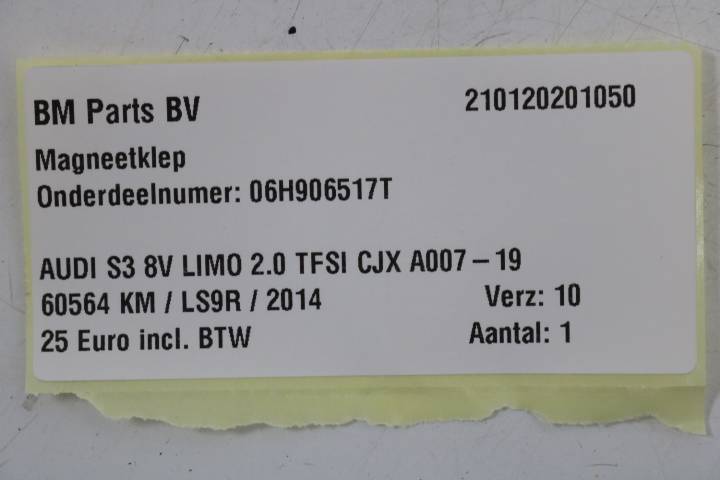 BM Parts BV 210120201050
Magneetklep
Onderdeelnumer: 06H906517T
AUDI S3 8V LIMO 2.0 TFSI CJX A007-19
60564 KM / LS9R / 2014 Verz: 10
25 Euro incl. BTW Aantal: 1